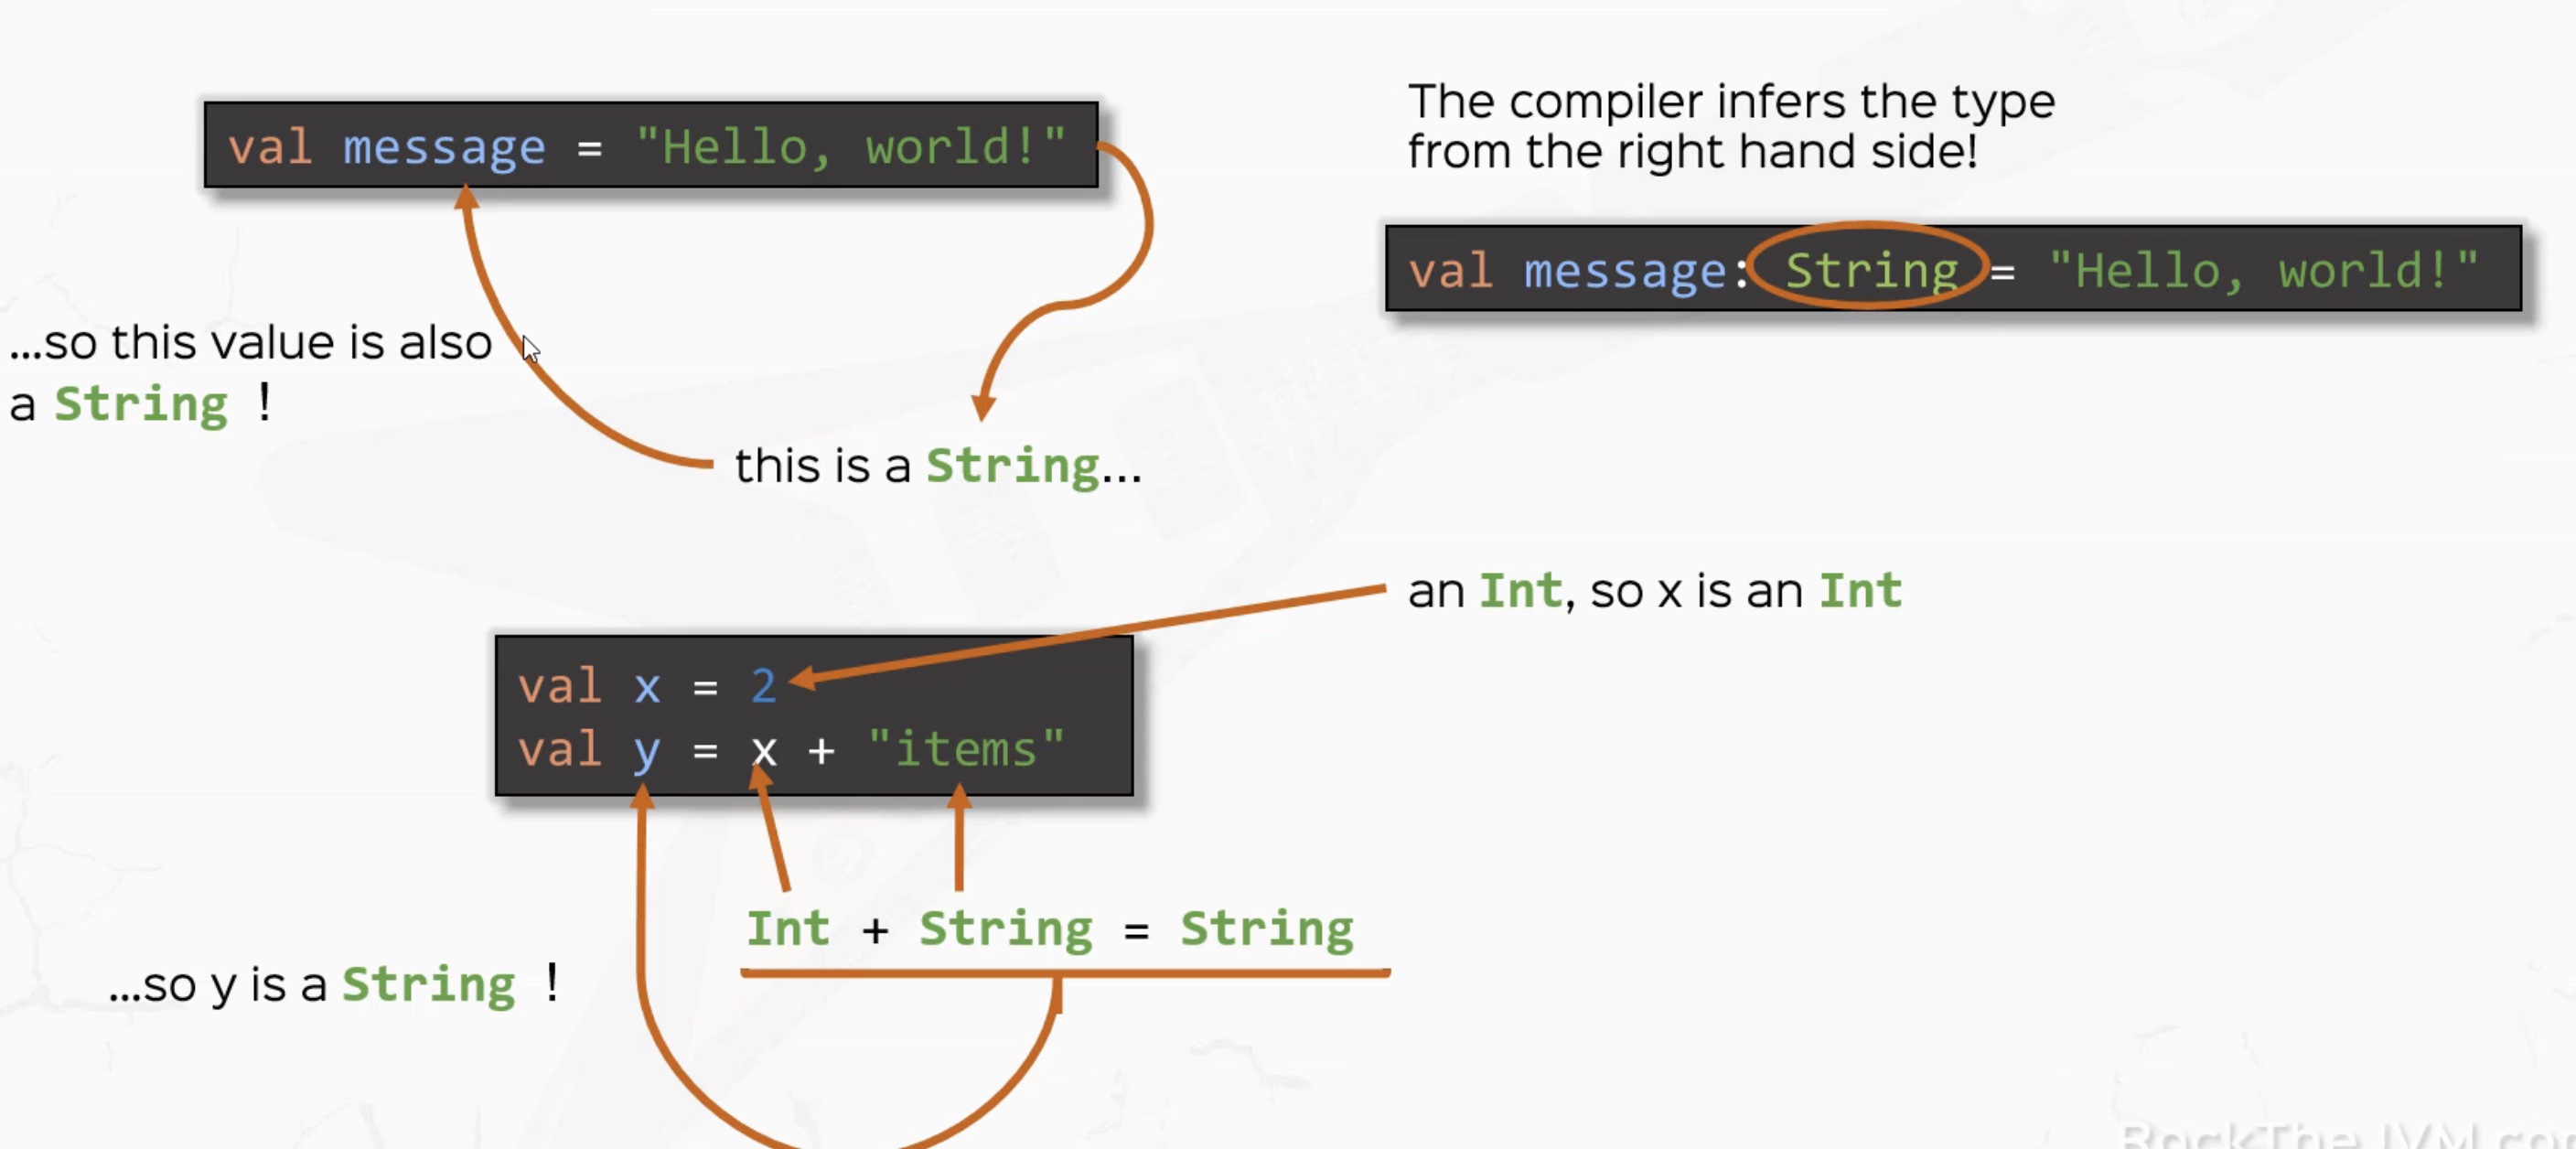 val message = "Hello, world!"
...so this value is also
a String !
this is a String...
The compiler infers the type
from the right hand side!
val message: String = "Hello, world!"
an Int, so x is an Int
val x = 2
val y = x + "items"
Int + String = String
...so y is a String !
RockTheJVM.com